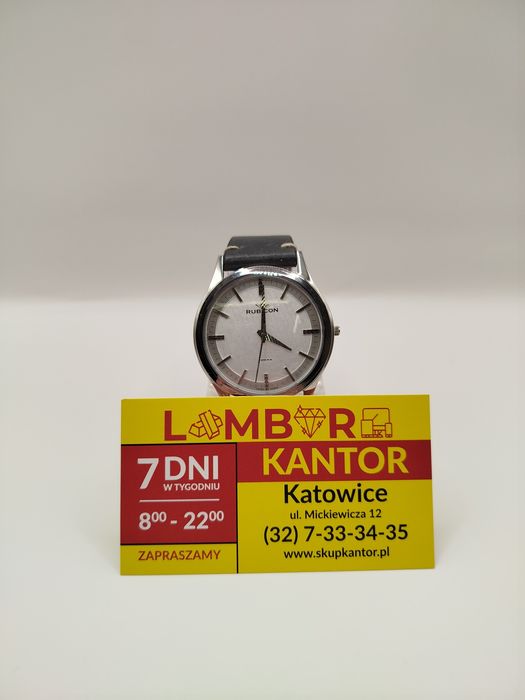 RUBICON
LOMBARD
KANTOR
7 DNI
W TYGODNIU
8⁰⁰ - 22⁰⁰
ZAPRASZAMY
Katowice
ul. Mickiewicza 12
(32) 7-33-34-35
www.skupkantor.pl